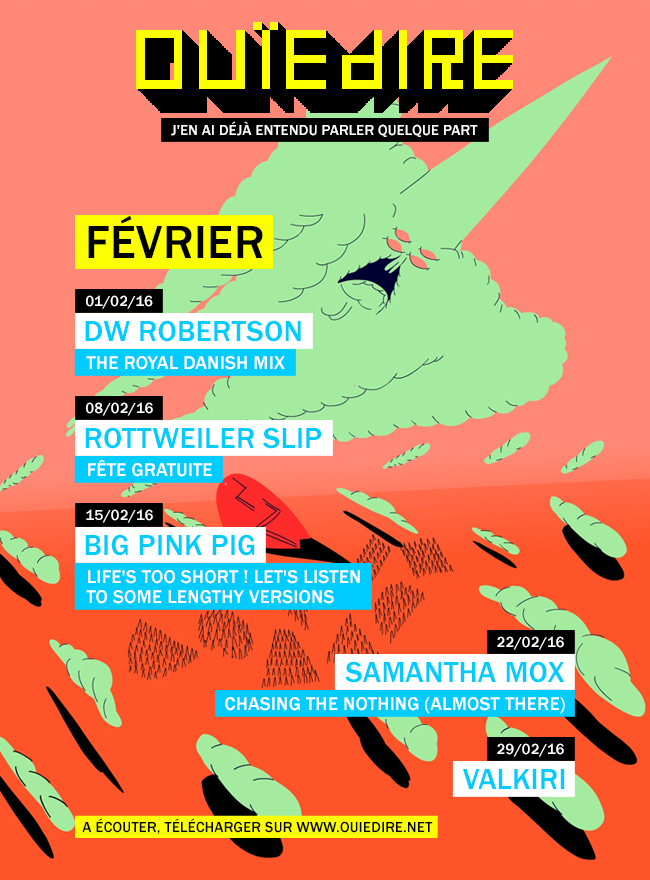 OUÏEDIRE
J'EN AI DÉJÀ ENTENDU PARLER QUELQUE PART
FÉVRIER
01/02/16
DW ROBERTSON
THE ROYAL DANISH MIX
08/02/16
ROTTWEILER SLIP
FÊTE GRATUITE
15/02/16
BIG PINK PIG
LIFE'S TOO SHORT ! LET'S LISTEN
TO SOME LENGTHY VERSIONS
22/02/16
SAMANTHA MOX
CHASING THE NOTHING (ALMOST THERE)
29/02/16
VALKIRI
A ÉCOUTER, TÉLÉCHARGER SUR WWW.OUIEDIRE.NET